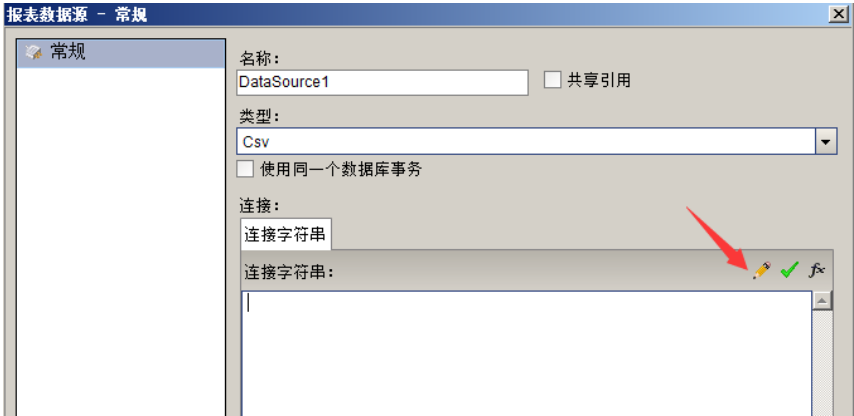 报表数据源 - 常规
常规
名称：
DataSource1
共享引用
类型：
Csv
使用同一个数据库事务
连接：
连接字符串
连接字符串：
fx